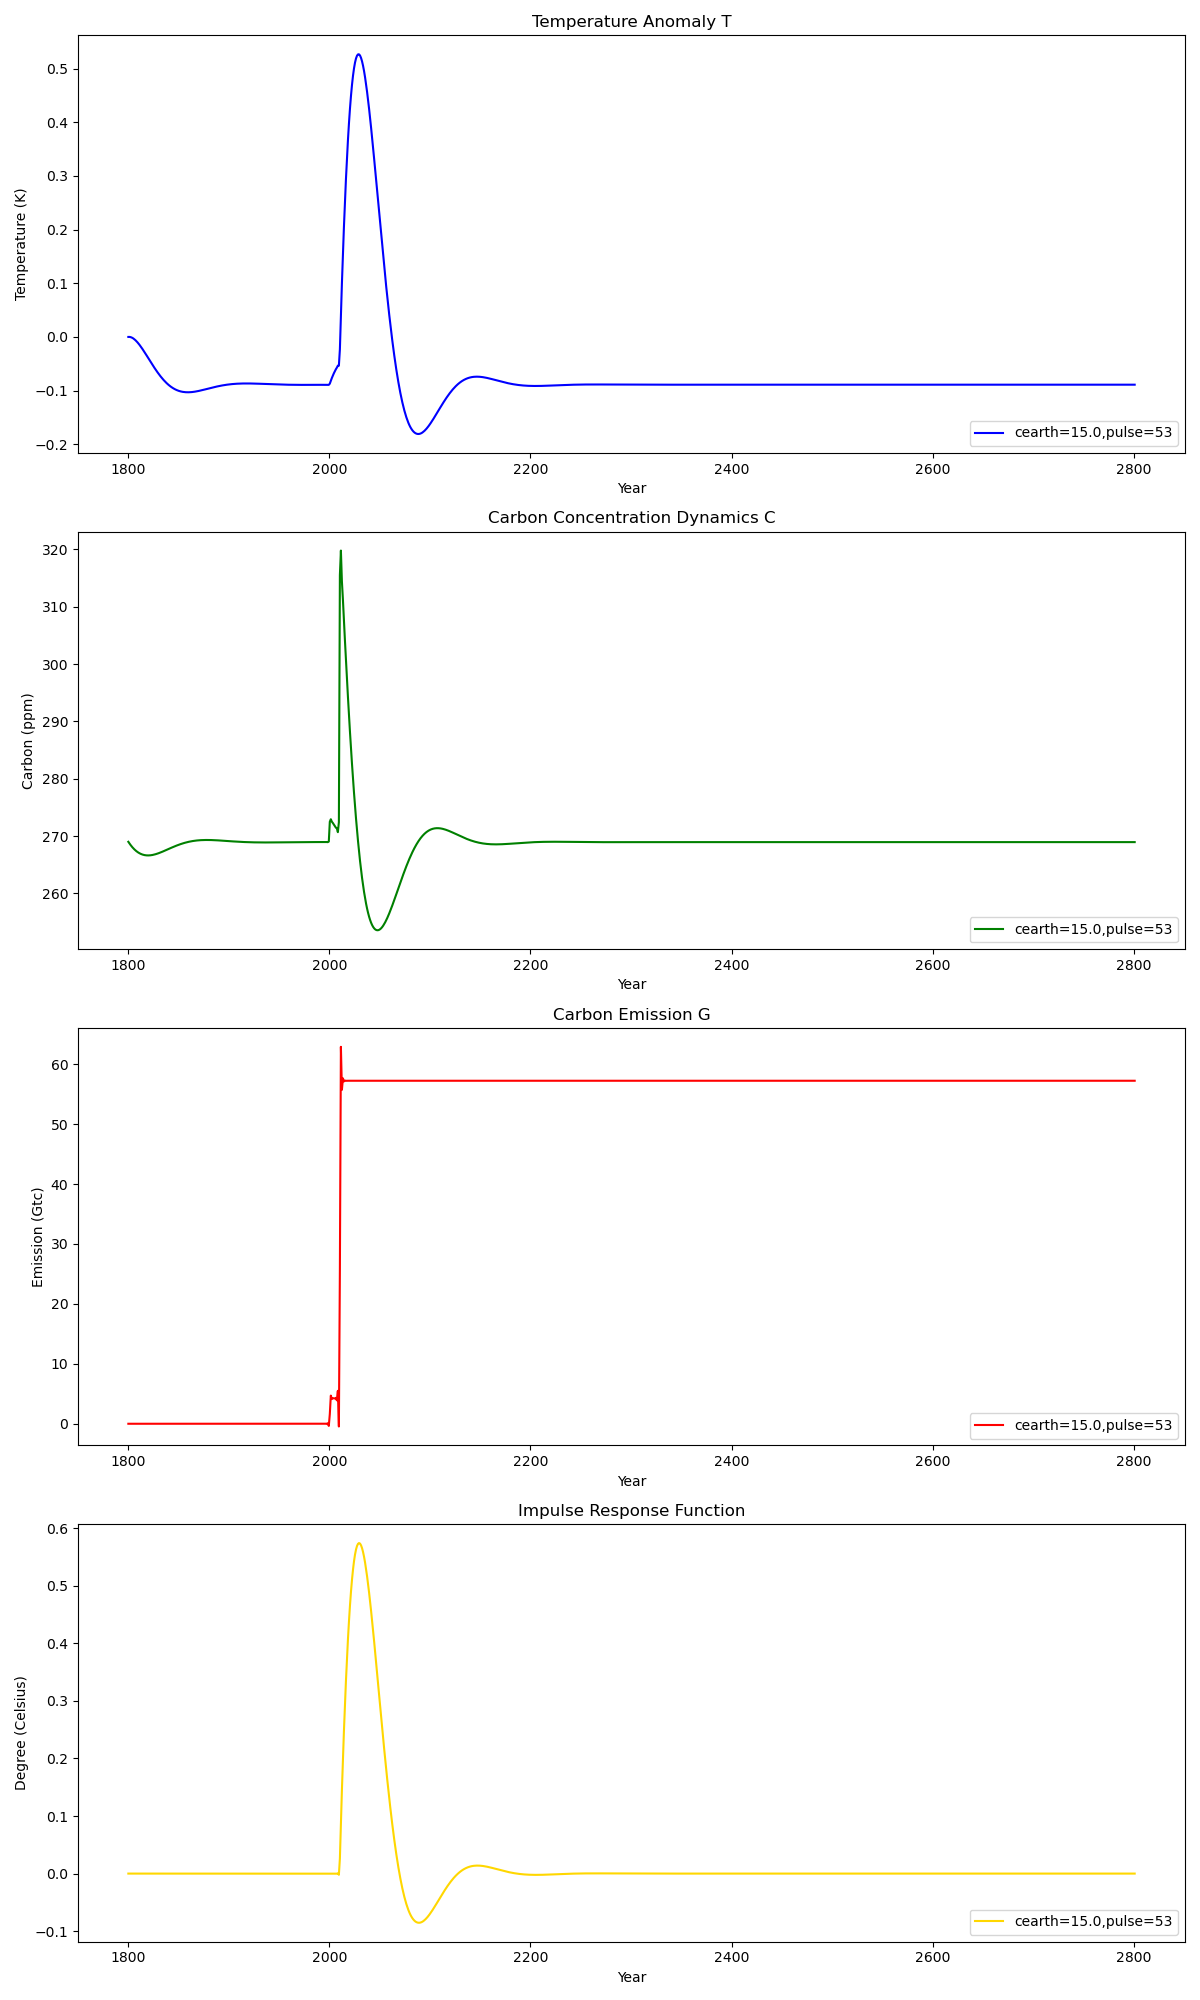 Temperature Anomaly T
Temperature (K)
0.5
0.4
0.3
0.2
0.1
0.0
−0.1
−0.2
cearth=15.0,pulse=53
1800 2000 2200 2400 2600 2800
Year
Carbon Concentration Dynamics C
Carbon (ppm)
320
310
300
290
280
270
260
cearth=15.0,pulse=53
1800 2000 2200 2400 2600 2800
Year
Carbon Emission G
Emission (Gtc)
60
50
40
30
20
10
0
cearth=15.0,pulse=53
1800 2000 2200 2400 2600 2800
Year
Impulse Response Function
Degree (Celsius)
0.6
0.5
0.4
0.3
0.2
0.1
0.0
−0.1
cearth=15.0,pulse=53
1800 2000 2200 2400 2600 2800
Year